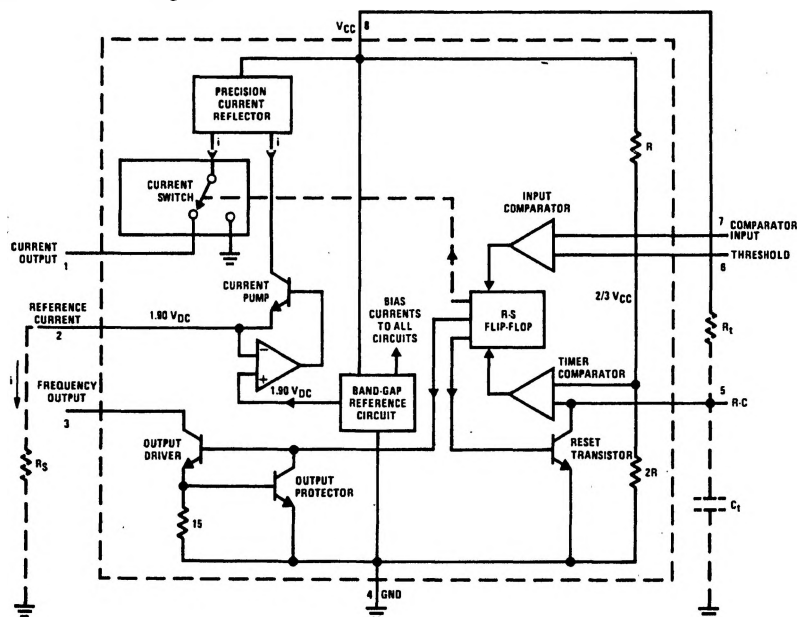 VCC 8
PRECISION
CURRENT
REFLECTOR
i
i
R
CURRENT
SWITCH
INPUT
COMPARATOR
7
COMPARATOR
INPUT
CURRENT
OUTPUT
1
THRESHOLD
6
CURRENT
PUMP
BIAS
CURRENTS
TO ALL
CIRCUITS
2/3 VCC
REFERENCE
CURRENT
2
1.90 VDC
R-S
FLIP-FLOP
Rt
i
−
+
TIMER
COMPARATOR
5
R-C
FREQUENCY
OUTPUT
3
1.90 VDC
BAND-GAP
REFERENCE
CIRCUIT
OUTPUT
DRIVER
RESET
TRANSISTOR
2R
RS
OUTPUT
PROTECTOR
Ct
15
4 GND